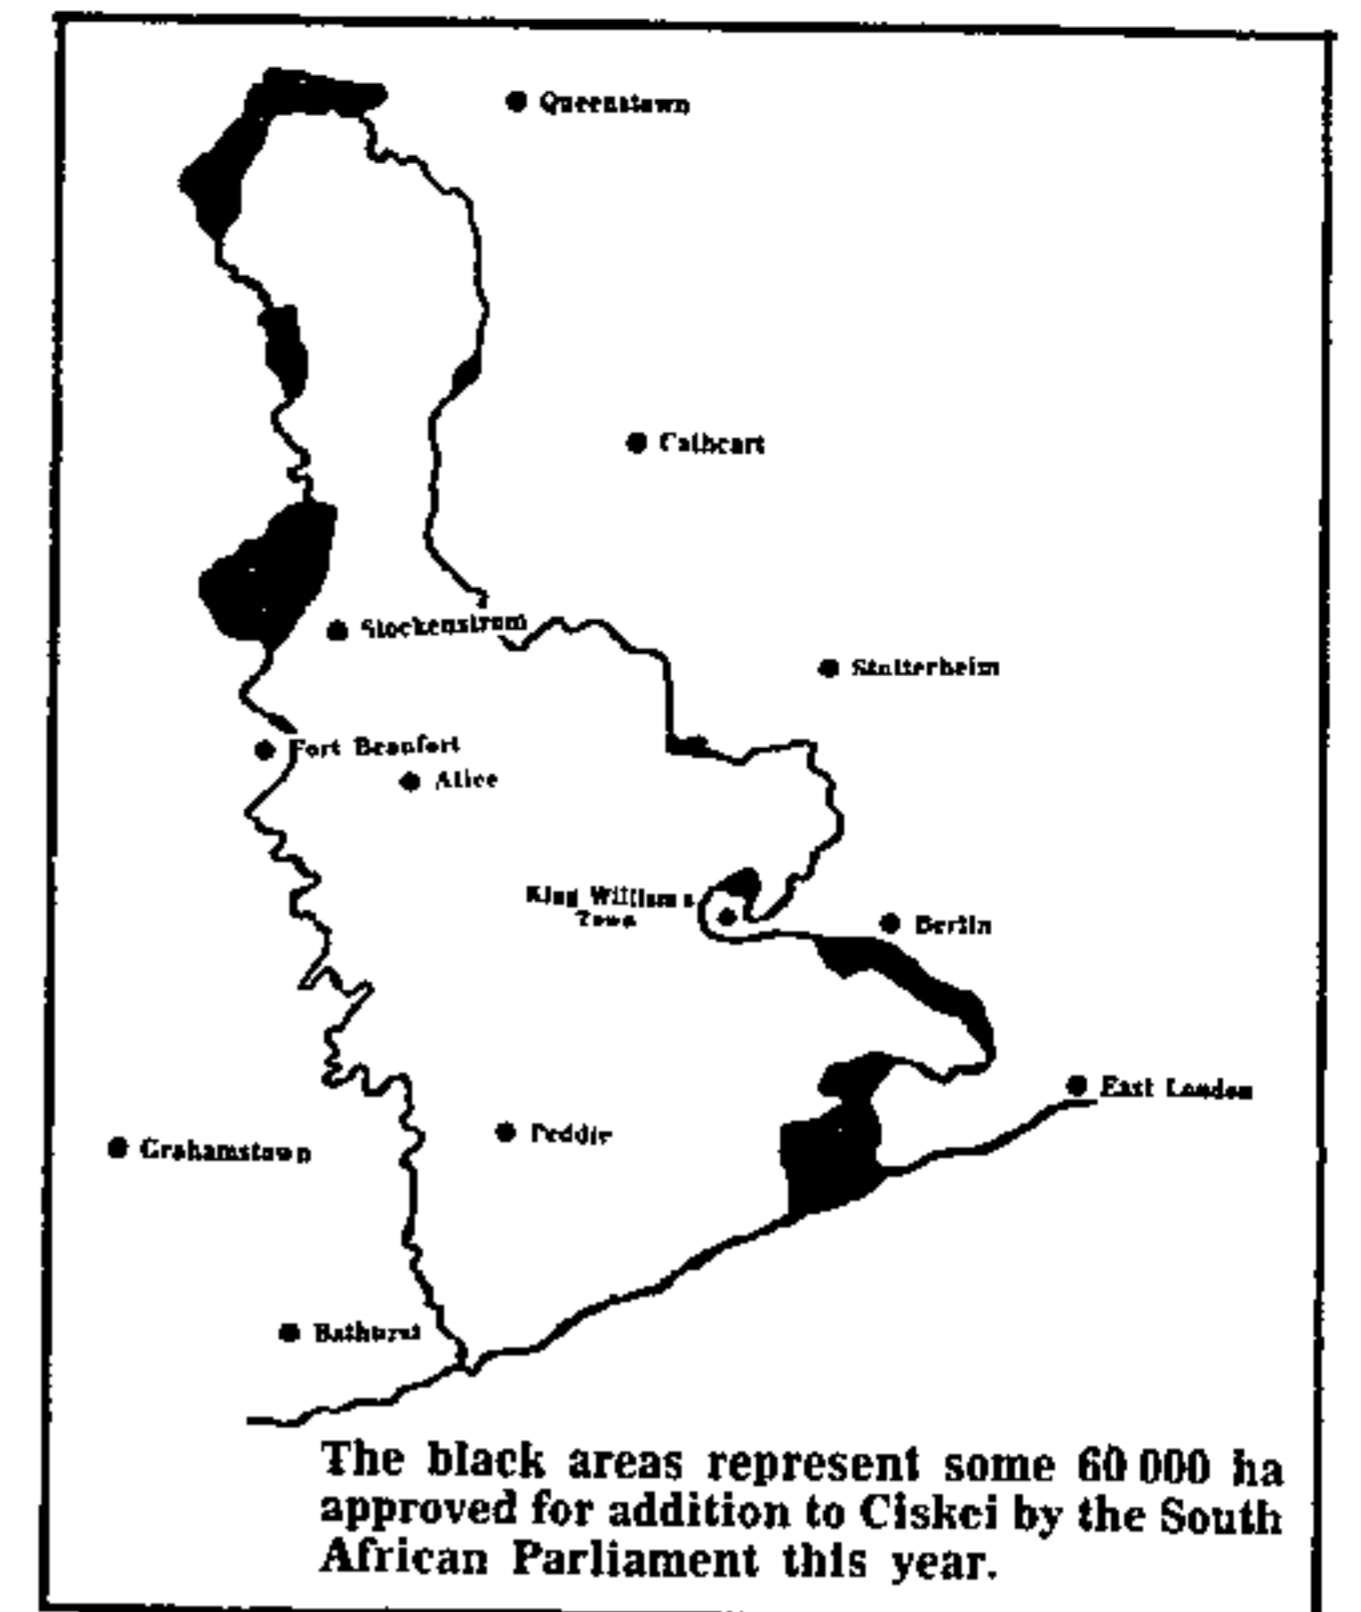 Queenstown
Cathcart
Stockenstrom
Stutterheim
Fort Beaufort
Alice
King Williams
Town
Berlin
East London
Peddie
Grahamstown
Bathurst
The black areas represent some 60 000 ha
approved for addition to Ciskei by the South
African Parliament this year.